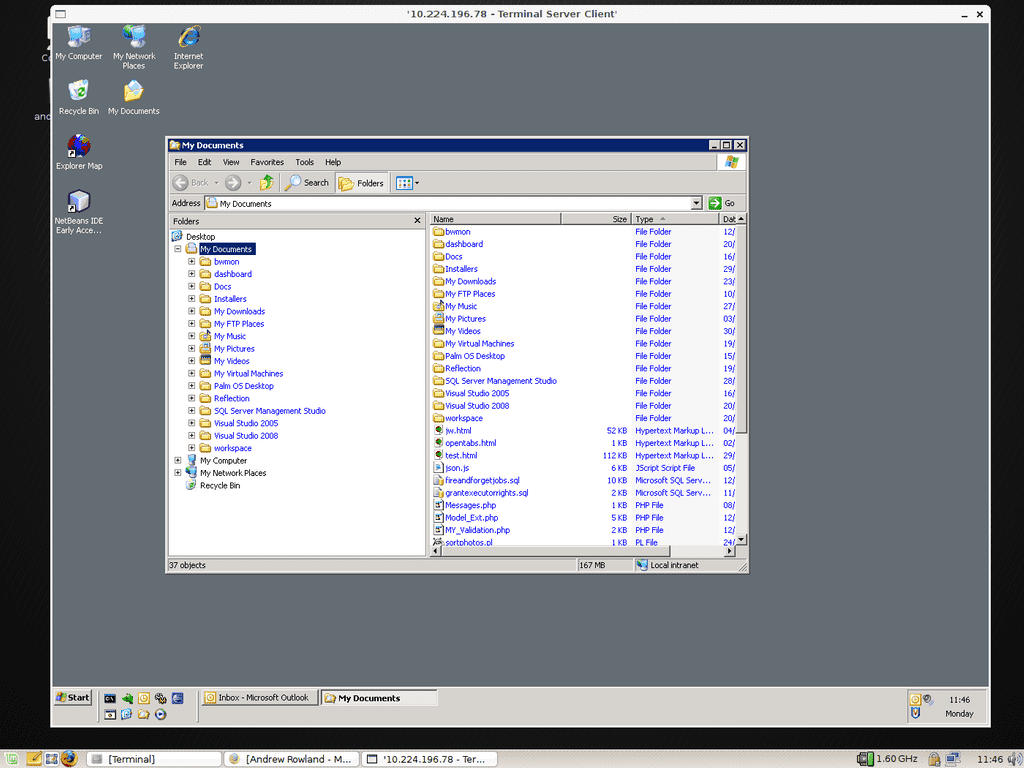 '10.224.196.78 - Terminal Server Client'
My Computer
My Network Places
Internet Explorer
Recycle Bin
My Documents
Explorer Map
NetBeans IDE Early Acce...
My Documents
File Edit View Favorites Tools Help
Back Search Folders
Address My Documents Go
Folders
Desktop
My Documents
bwmon
dashboard
Docs
Installers
My Downloads
My FTP Places
My Music
My Pictures
My Videos
My Virtual Machines
Palm OS Desktop
Reflection
SQL Server Management Studio
Visual Studio 2005
Visual Studio 2008
workspace
My Computer
My Network Places
Recycle Bin
Name Size Type Dat
bwmon File Folder 12/
dashboard File Folder 20/
Docs File Folder 16/
Installers File Folder 29/
My Downloads File Folder 23/
My FTP Places File Folder 10/
My Music File Folder 27/
My Pictures File Folder 03/
My Videos File Folder 30/
My Virtual Machines File Folder 19/
Palm OS Desktop File Folder 15/
Reflection File Folder 19/
SQL Server Management Studio File Folder 28/
Visual Studio 2005 File Folder 16/
Visual Studio 2008 File Folder 20/
workspace File Folder 20/
jw.html 52 KB Hypertext Markup L... 04/
opentabs.html 1 KB Hypertext Markup L... 02/
test.html 112 KB Hypertext Markup L... 29/
json.js 6 KB JScript Script File 05/
fireandforgetjobs.sql 10 KB Microsoft SQL Serv... 12/
grantexecutorrights.sql 2 KB Microsoft SQL Serv... 11/
Messages.php 1 KB PHP File 08/
Model_Ext.php 5 KB PHP File 12/
MY_Validation.php 2 KB PHP File 12/
sortphotos.pl 1 KB PL File 24/
37 objects 167 MB Local intranet
Start Inbox - Microsoft Outlook My Documents 11:46
Monday
[Terminal] [Andrew Rowland - M... '10.224.196.78 - Ter... 1.60 GHz 11:46